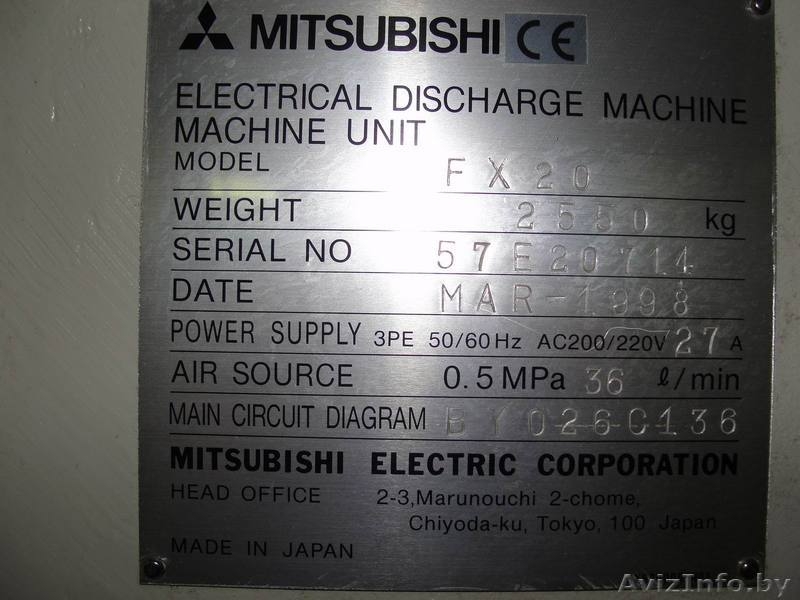 MITSUBISHI CE
ELECTRICAL DISCHARGE MACHINE
MACHINE UNIT
MODEL FX20
WEIGHT 2550 kg
SERIAL NO 57E20714
DATE MAR-1998
POWER SUPPLY 3PE 50/60Hz AC200/220V 27 A
AIR SOURCE 0.5MPa 36 ℓ/min
MAIN CIRCUIT DIAGRAM BY026C136
MITSUBISHI ELECTRIC CORPORATION
HEAD OFFICE 2-3,Marunouchi 2-chome,
Chiyoda-ku, Tokyo, 100 Japan
MADE IN JAPAN
AvizInfo.by